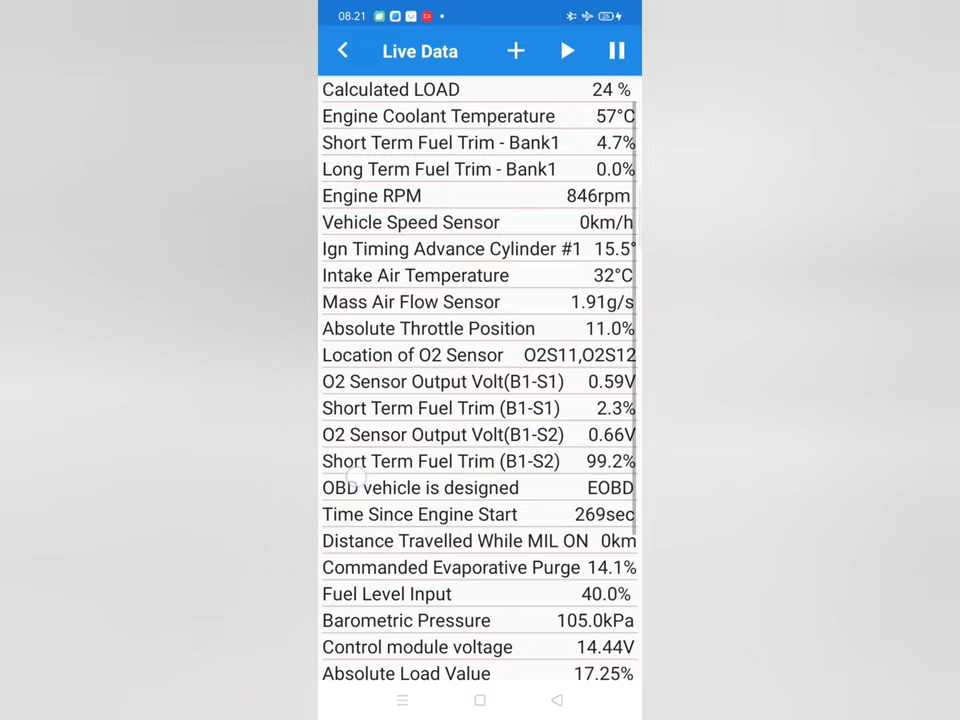 08.21
Live Data
Calculated LOAD 24 %
Engine Coolant Temperature 57°C
Short Term Fuel Trim - Bank1 4.7%
Long Term Fuel Trim - Bank1 0.0%
Engine RPM 846rpm
Vehicle Speed Sensor 0km/h
Ign Timing Advance Cylinder #1 15.5°
Intake Air Temperature 32°C
Mass Air Flow Sensor 1.91g/s
Absolute Throttle Position 11.0%
Location of O2 Sensor O2S11,O2S12
O2 Sensor Output Volt(B1-S1) 0.59V
Short Term Fuel Trim (B1-S1) 2.3%
O2 Sensor Output Volt(B1-S2) 0.66V
Short Term Fuel Trim (B1-S2) 99.2%
OBD vehicle is designed EOBD
Time Since Engine Start 269sec
Distance Travelled While MIL ON 0km
Commanded Evaporative Purge 14.1%
Fuel Level Input 40.0%
Barometric Pressure 105.0kPa
Control module voltage 14.44V
Absolute Load Value 17.25%